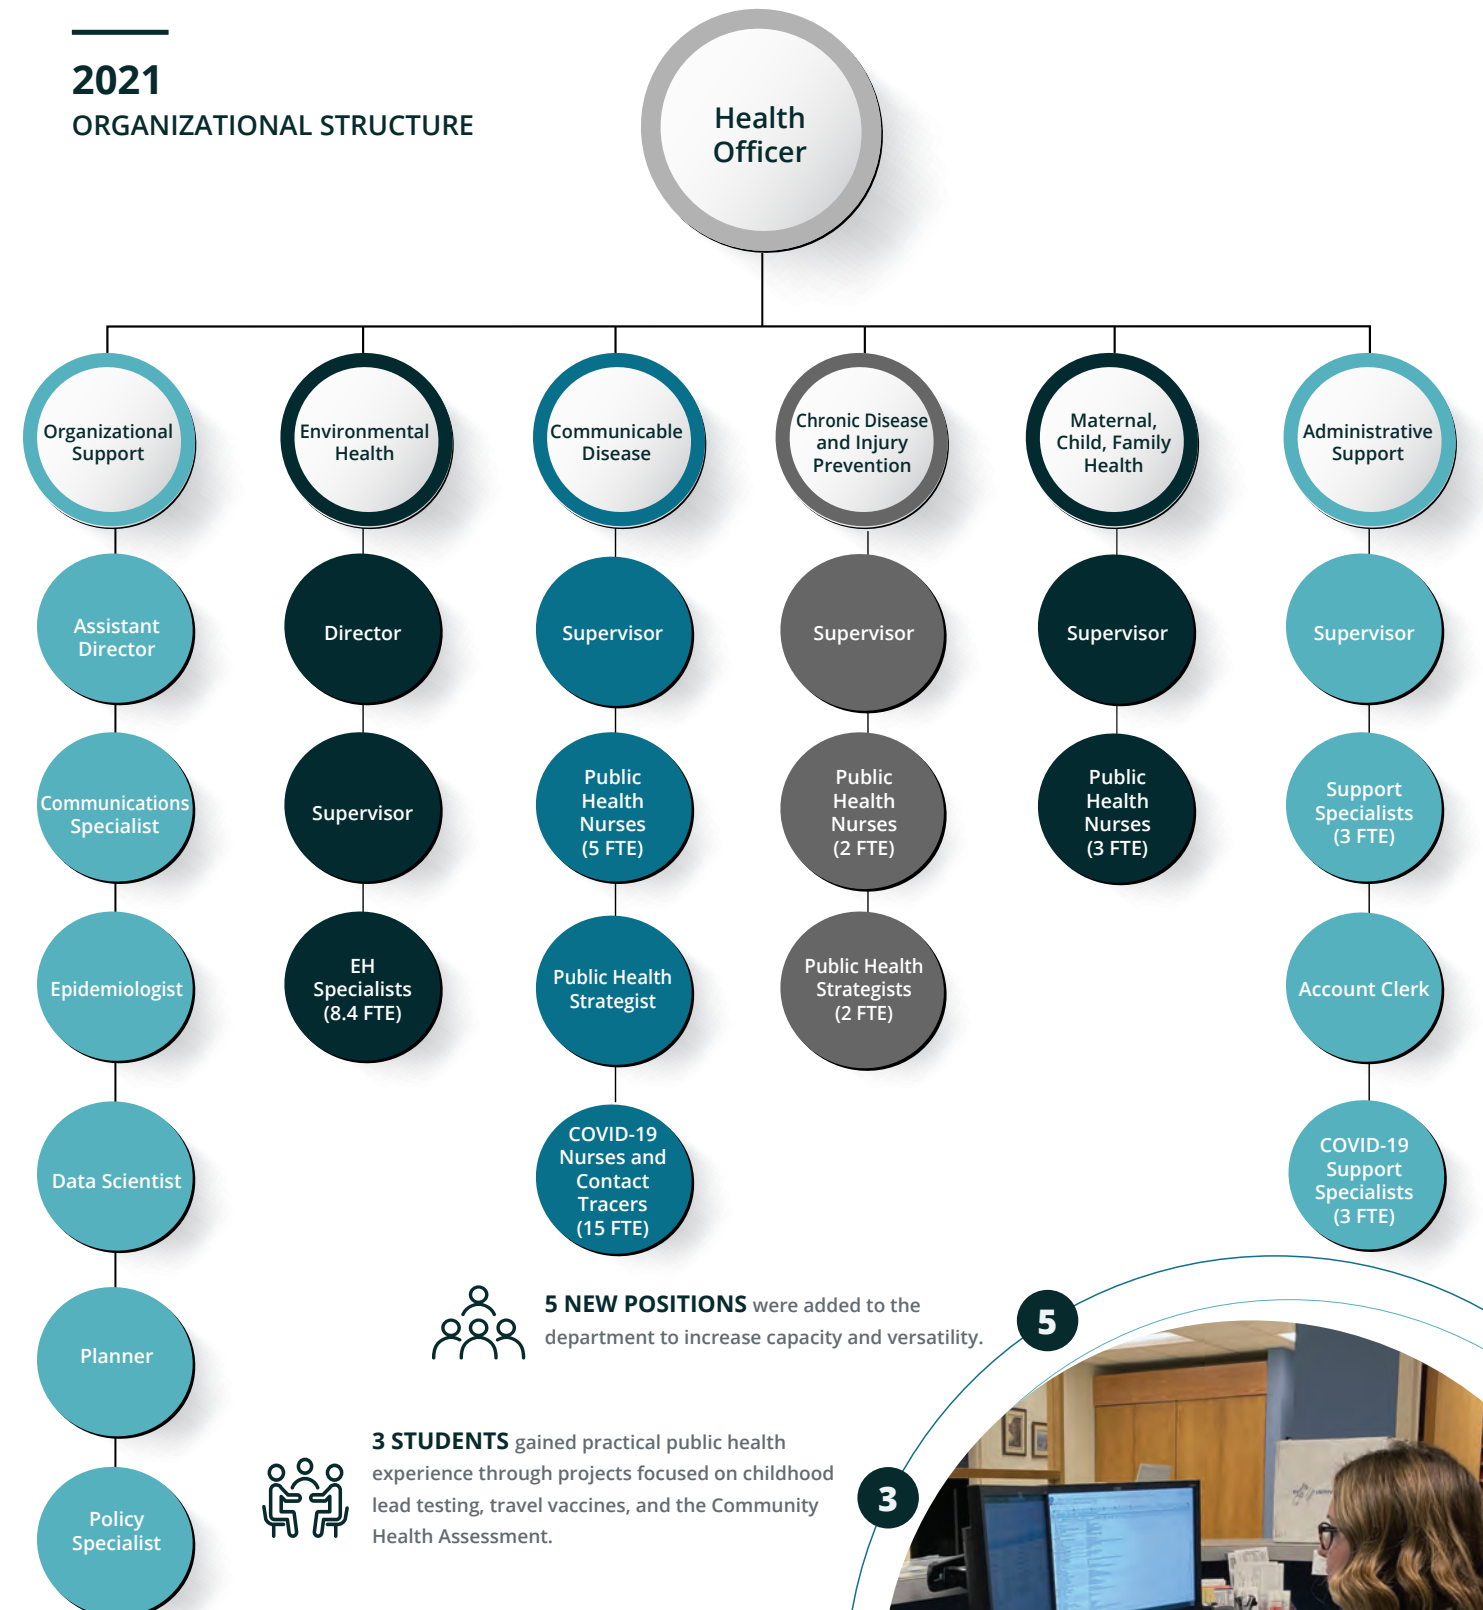 2021
ORGANIZATIONAL STRUCTURE
Health
Officer
Organizational
Support
Environmental
Health
Communicable
Disease
Chronic Disease
and Injury
Prevention
Maternal,
Child, Family
Health
Administrative
Support
Assistant
Director
Director
Supervisor
Supervisor
Supervisor
Supervisor
Communications
Specialist
Supervisor
Public
Health
Nurses
(5 FTE)
Public
Health
Nurses
(2 FTE)
Public
Health
Nurses
(3 FTE)
Support
Specialists
(3 FTE)
Epidemiologist
EH
Specialists
(8.4 FTE)
Public Health
Strategist
Public Health
Strategists
(2 FTE)
Account Clerk
Data Scientist
COVID-19
Nurses and
Contact
Tracers
(15 FTE)
COVID-19
Support
Specialists
(3 FTE)
Planner
Policy
Specialist
5 NEW POSITIONS were added to the
department to increase capacity and versatility.
5
3 STUDENTS gained practical public health
experience through projects focused on childhood
lead testing, travel vaccines, and the Community
Health Assessment.
3